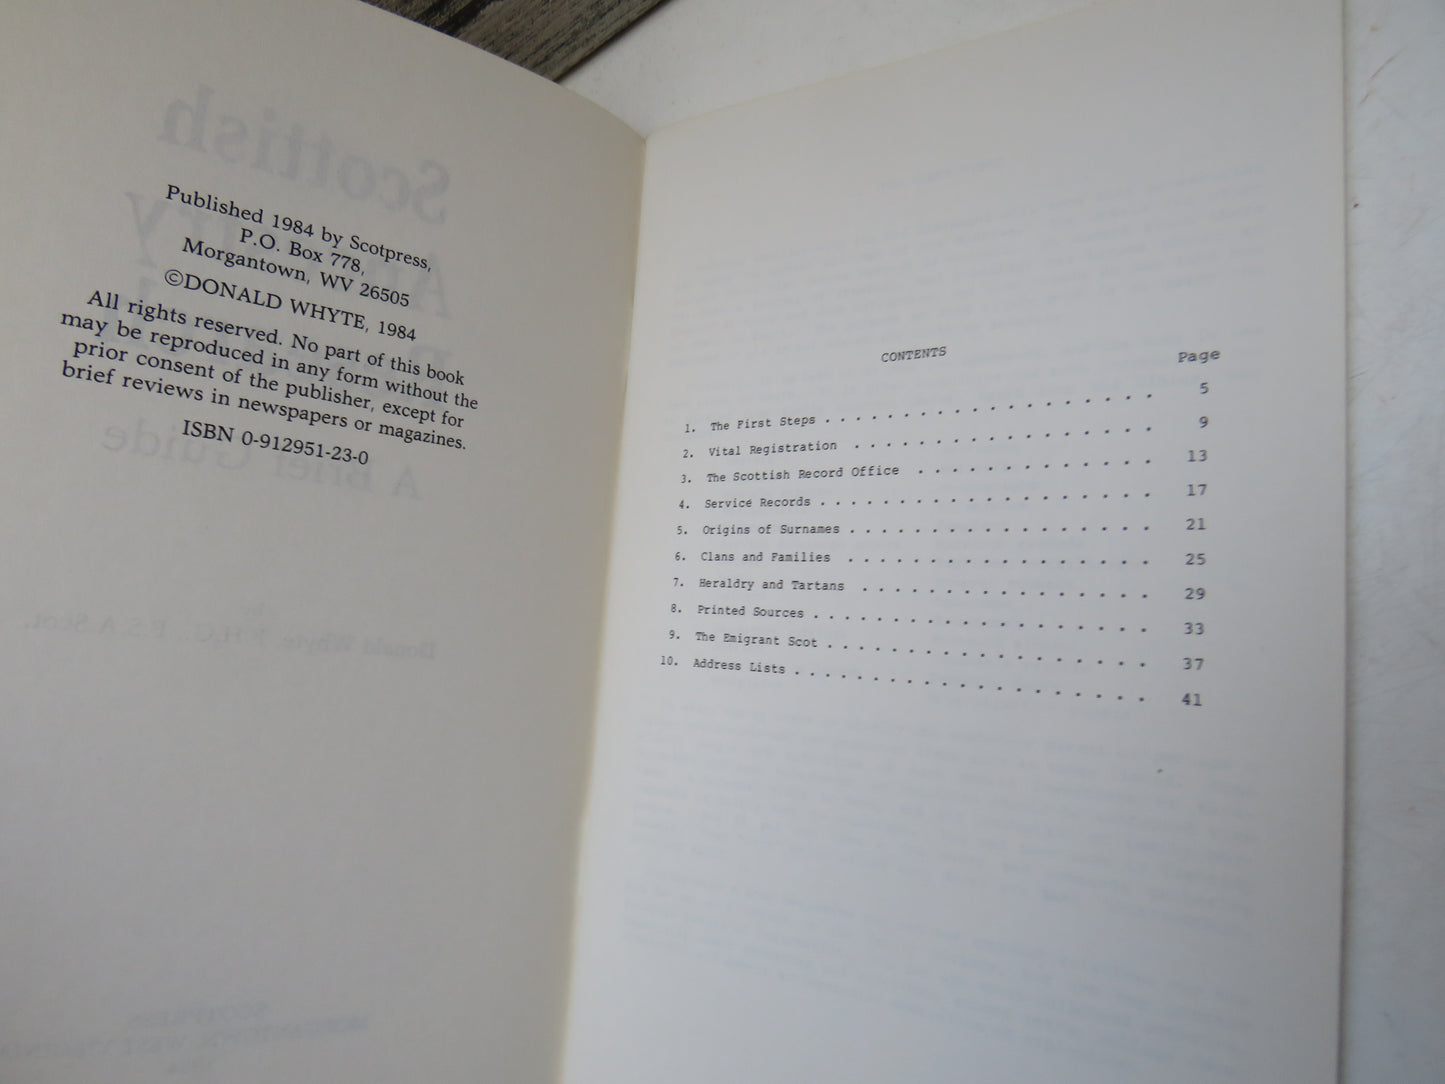 Published 1984 by Scotpress,
P.O. Box 778,
Morgantown, WV 26505
©DONALD WHYTE, 1984
All rights reserved. No part of this book
may be reproduced in any form without the
prior consent of the publisher, except for
brief reviews in newspapers or magazines.
ISBN 0-912951-23-0
CONTENTS
Page
1. The First Steps . . . . . . . . . . . . . . . . . . 5
2. Vital Registration . . . . . . . . . . . . . . . . 9
3. The Scottish Record Office . . . . . . . . . . . . . 13
4. Service Records . . . . . . . . . . . . . . . . . . 17
5. Origins of Surnames . . . . . . . . . . . . . . . . 21
6. Clans and Families . . . . . . . . . . . . . . . . 25
7. Heraldry and Tartans . . . . . . . . . . . . . . . 29
8. Printed Sources . . . . . . . . . . . . . . . . . . 33
9. The Emigrant Scot . . . . . . . . . . . . . . . . . 37
10. Address Lists . . . . . . . . . . . . . . . . . . . 41